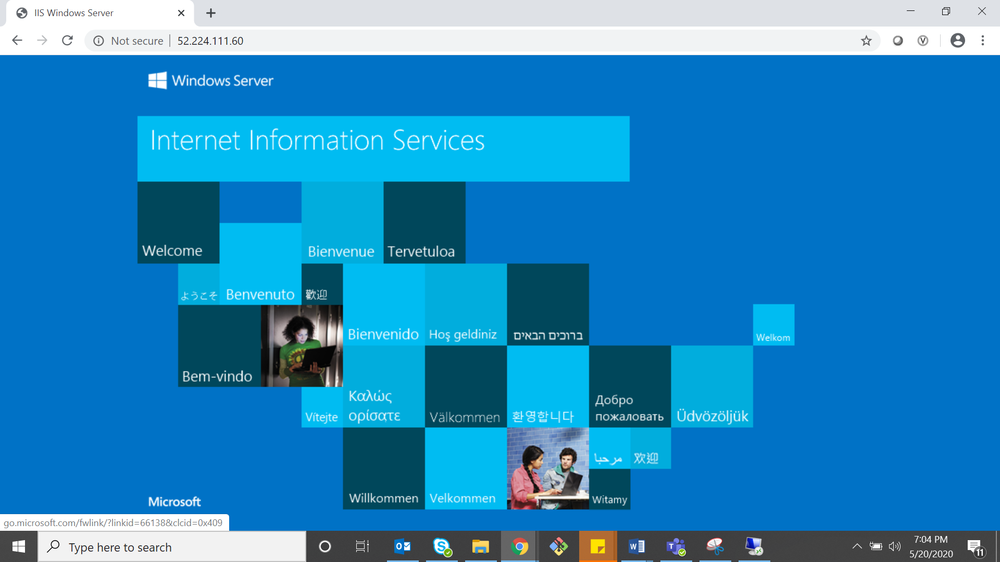 IIS Windows Server
Not secure
52.224.111.60
Windows Server
Internet Information Services
Welcome
Bienvenue
Tervetuloa
ようこそ
Benvenuto
歡迎
Bienvenido
Hoş geldiniz
ברוכים הבאים
Welkom
Bem-vindo
Vítejte
Καλώς
ορίσατε
Välkommen
환영합니다
Добро
пожаловать
Üdvözöljük
مرحبا
欢迎
Willkommen
Velkommen
Witamy
Microsoft
go.microsoft.com/fwlink/?linkid=66138&clcid=0x409
Type here to search
7:04 PM
5/20/2020
11